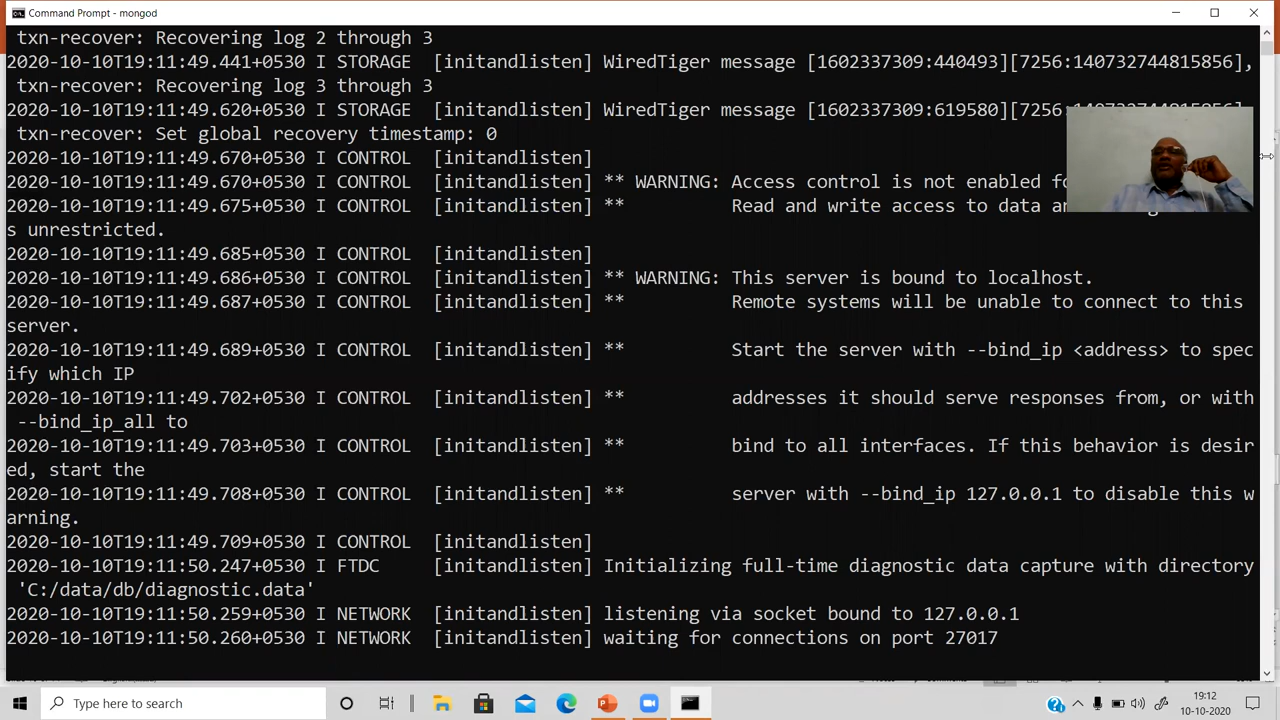 Command Prompt - mongod
txn-recover: Recovering log 2 through 3
2020-10-10T19:11:49.441+0530 I STORAGE  [initandlisten] WiredTiger message [1602337309:440493][7256:140732744815856],
txn-recover: Recovering log 3 through 3
2020-10-10T19:11:49.620+0530 I STORAGE  [initandlisten] WiredTiger message [1602337309:619580][7256:140732744815856]
txn-recover: Set global recovery timestamp: 0
2020-10-10T19:11:49.670+0530 I CONTROL  [initandlisten]
2020-10-10T19:11:49.670+0530 I CONTROL  [initandlisten] ** WARNING: Access control is not enabled
2020-10-10T19:11:49.675+0530 I CONTROL  [initandlisten] **          Read and write access to data
s unrestricted.
2020-10-10T19:11:49.685+0530 I CONTROL  [initandlisten]
2020-10-10T19:11:49.686+0530 I CONTROL  [initandlisten] ** WARNING: This server is bound to localhost.
2020-10-10T19:11:49.687+0530 I CONTROL  [initandlisten] **          Remote systems will be unable to connect to this
server.
2020-10-10T19:11:49.689+0530 I CONTROL  [initandlisten] **          Start the server with --bind_ip <address> to spec
ify which IP
2020-10-10T19:11:49.702+0530 I CONTROL  [initandlisten] **          addresses it should serve responses from, or with
--bind_ip_all to
2020-10-10T19:11:49.703+0530 I CONTROL  [initandlisten] **          bind to all interfaces. If this behavior is desir
ed, start the
2020-10-10T19:11:49.708+0530 I CONTROL  [initandlisten] **          server with --bind_ip 127.0.0.1 to disable this w
arning.
2020-10-10T19:11:49.709+0530 I CONTROL  [initandlisten]
2020-10-10T19:11:50.247+0530 I FTDC     [initandlisten] Initializing full-time diagnostic data capture with directory
'C:/data/db/diagnostic.data'
2020-10-10T19:11:50.259+0530 I NETWORK  [initandlisten] listening via socket bound to 127.0.0.1
2020-10-10T19:11:50.260+0530 I NETWORK  [initandlisten] waiting for connections on port 27017
Type here to search
19:12
10-10-2020